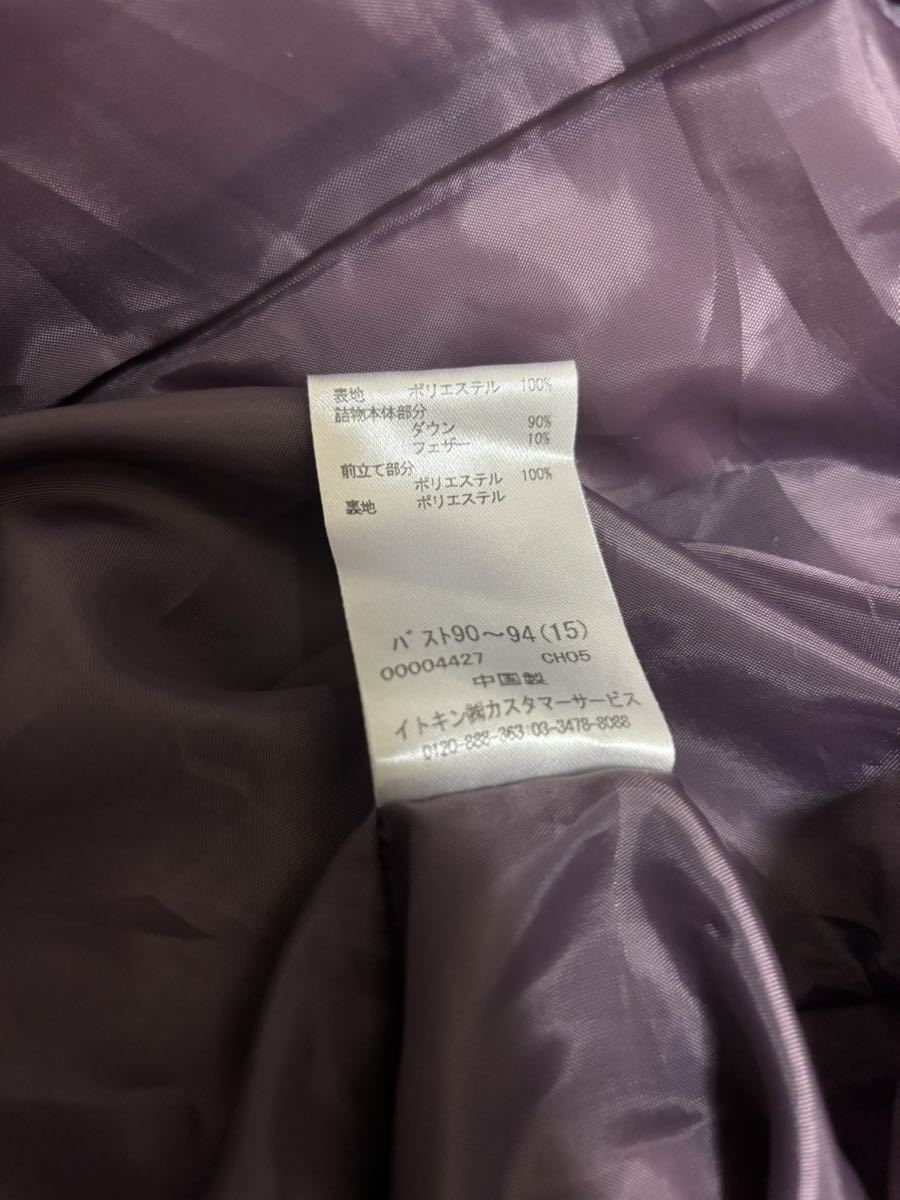 表地 ポリエステル 100%
詰物本体部分
ダウン 90%
フェザー 10%
前立て部分
ポリエステル 100%
裏地 ポリエステル
バスト90～94(15)
00004427 CH05
中国製
イトキン㈱カスタマーサービス
0120-888-363:03-3478-8088